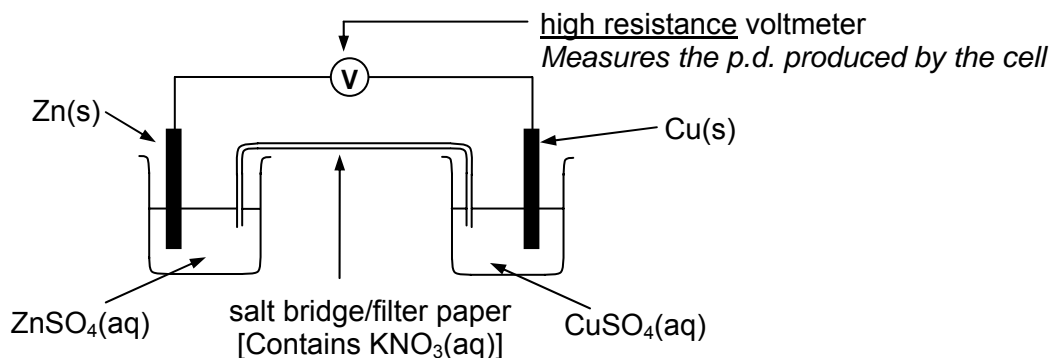 high resistance voltmeter
Measures the p.d. produced by the cell
V
Zn(s)
Cu(s)
ZnSO₄(aq)
salt bridge/filter paper
[Contains KNO₃(aq)]
CuSO₄(aq)